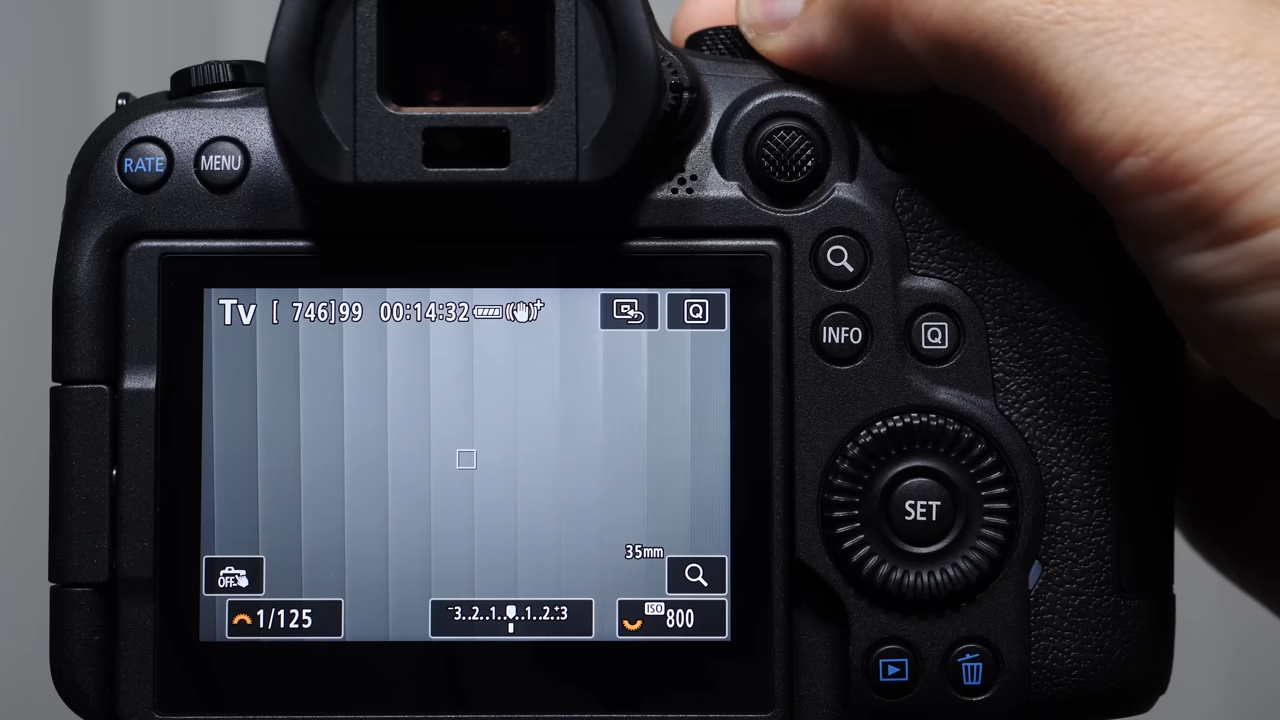 RATE MENU
Tv [ 746]99 00:14:32
Q
INFO Q
SET
35mm
OFF
1/125 -3..2..1..0..1..2..+3 ISO 800